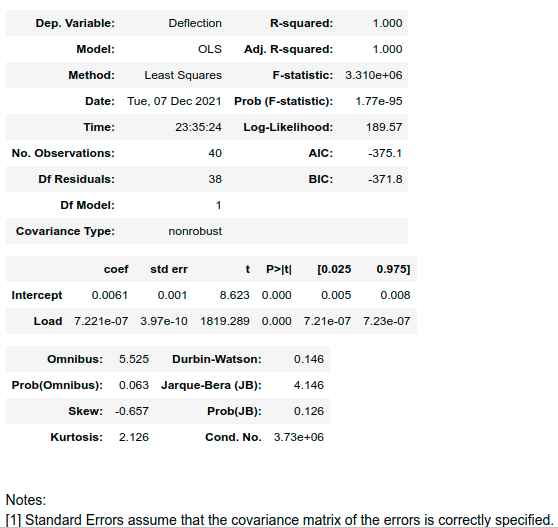 Dep. Variable: Deflection R-squared: 1.000
Model: OLS Adj. R-squared: 1.000
Method: Least Squares F-statistic: 3.310e+06
Date: Tue, 07 Dec 2021 Prob (F-statistic): 1.77e-95
Time: 23:35:24 Log-Likelihood: 189.57
No. Observations: 40 AIC: -375.1
Df Residuals: 38 BIC: -371.8
Df Model: 1
Covariance Type: nonrobust
coef std err t P>|t| [0.025 0.975]
Intercept 0.0061 0.001 8.623 0.000 0.005 0.008
Load 7.221e-07 3.97e-10 1819.289 0.000 7.21e-07 7.23e-07
Omnibus: 5.525 Durbin-Watson: 0.146
Prob(Omnibus): 0.063 Jarque-Bera (JB): 4.146
Skew: -0.657 Prob(JB): 0.126
Kurtosis: 2.126 Cond. No. 3.73e+06
Notes:
[1] Standard Errors assume that the covariance matrix of the errors is correctly specified.